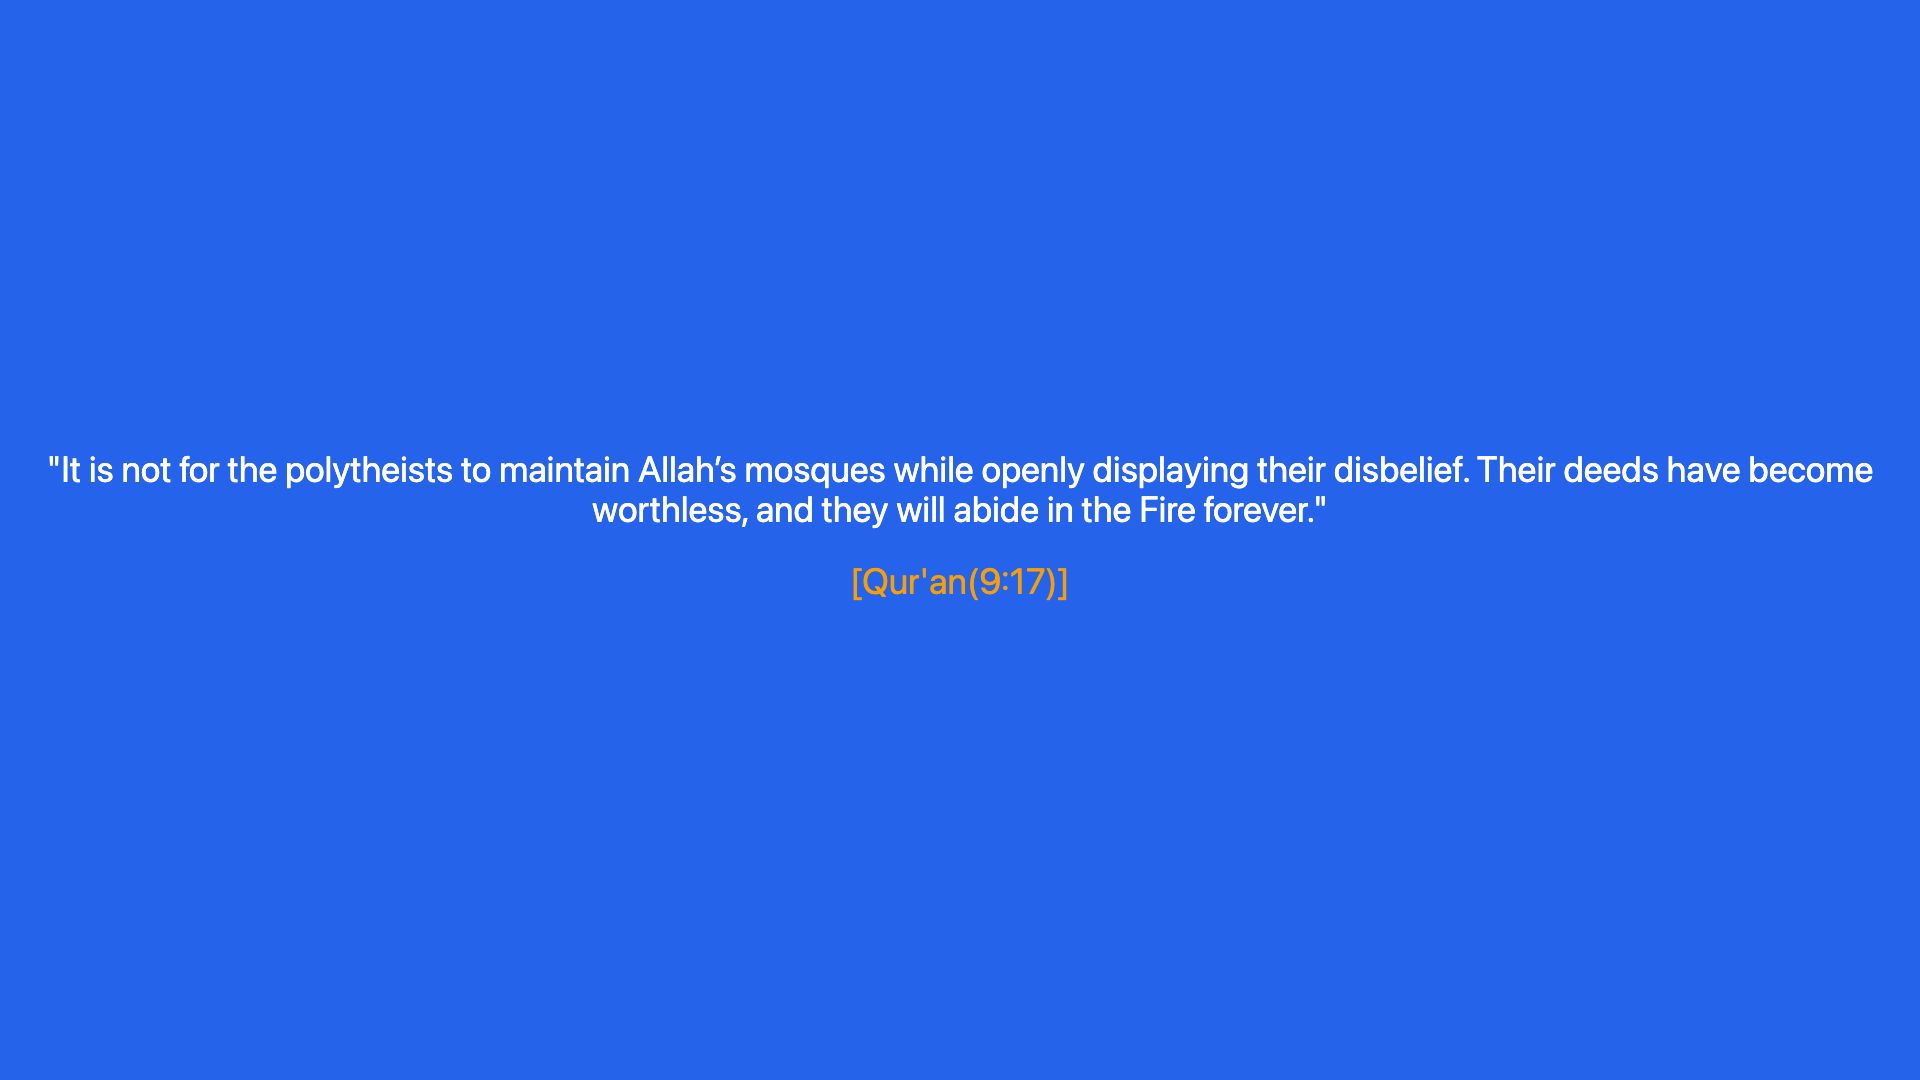 "It is not for the polytheists to maintain Allah’s mosques while openly displaying their disbelief. Their deeds have become
worthless, and they will abide in the Fire forever."
[Qur'an(9:17)]